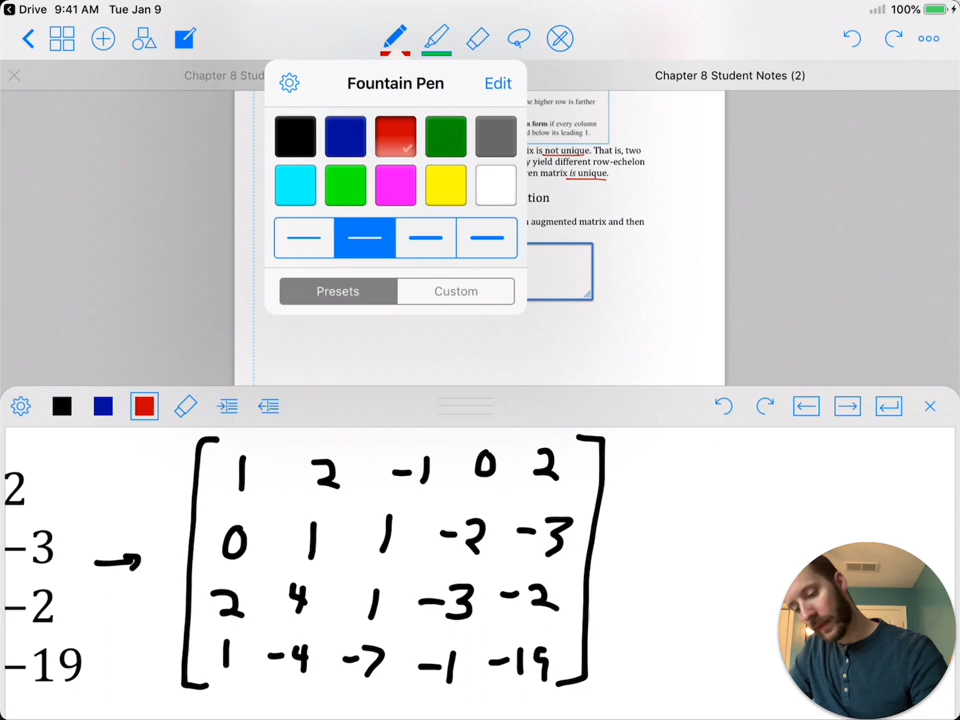 Drive 9:41 AM Tue Jan 9 100%
Chapter 8 Stud
Chapter 8 Student Notes (2)
Fountain Pen Edit
Presets Custom
he higher row is farther
form if every column
d below its leading 1.
ix is not unique. That is, two
y yield different row-echelon
en matrix is unique.
tion
augmented matrix and then
2
−3
−2
−19
→
1 2 -1 0 2
0 1 1 -2 -3
2 4 1 -3 -2
1 -4 -7 -1 -19